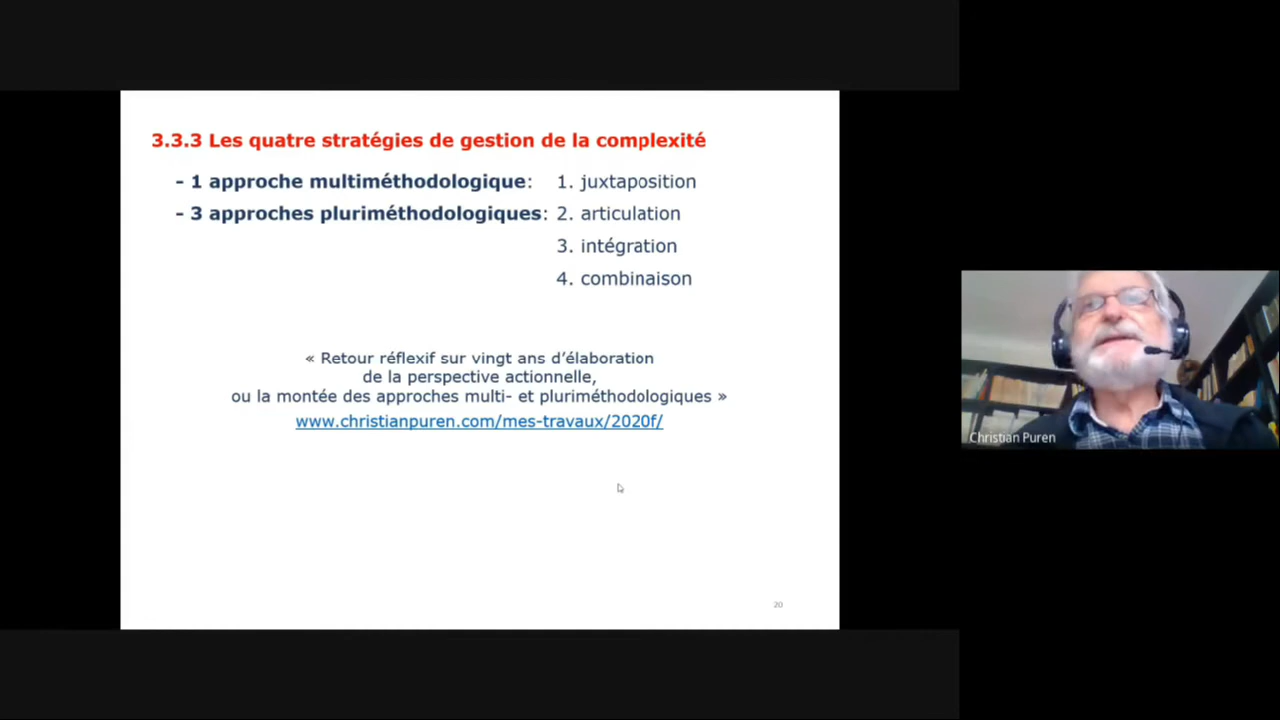 3.3.3 Les quatre stratégies de gestion de la complexité
- 1 approche multiméthodologique: 1. juxtaposition
- 3 approches pluriméthodologiques: 2. articulation
3. intégration
4. combinaison
« Retour réflexif sur vingt ans d’élaboration
de la perspective actionnelle,
ou la montée des approches multi- et pluriméthodologiques »
www.christianpuren.com/mes-travaux/2020f/
20
Christian Puren